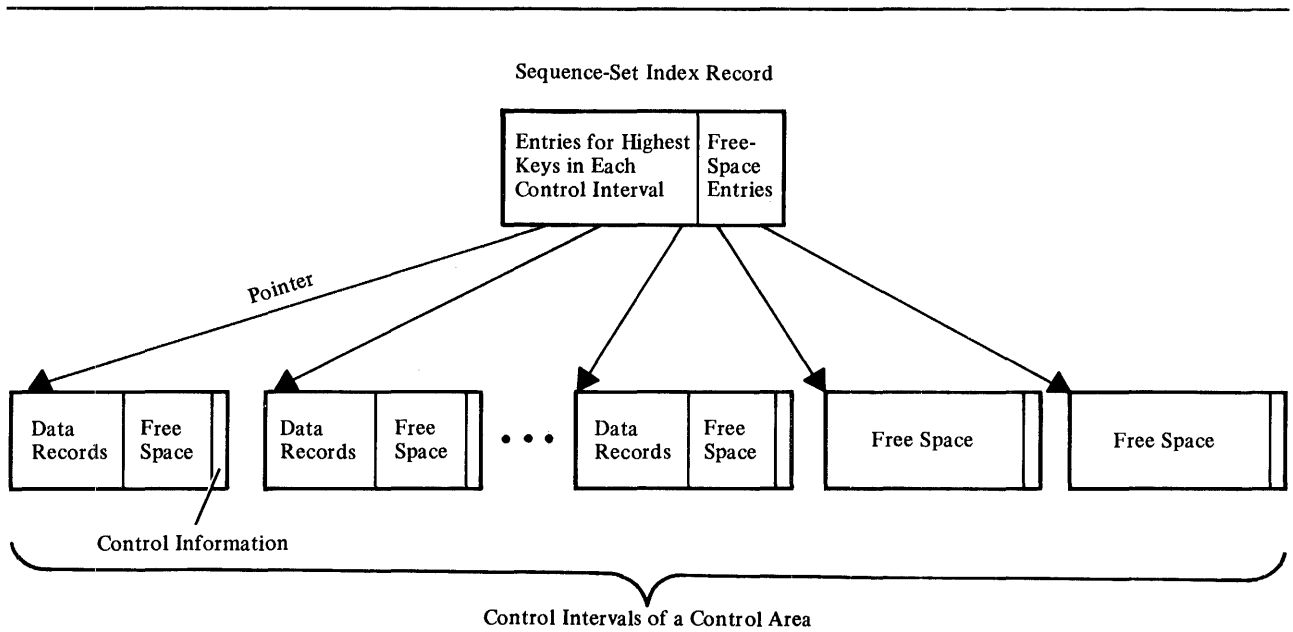 Sequence-Set Index Record
Entries for Highest
Keys in Each
Control Interval
Free-
Space
Entries
Pointer
Data
Records
Free
Space
Data
Records
Free
Space
• • •
Data
Records
Free
Space
Free Space
Free Space
Control Information
Control Intervals of a Control Area